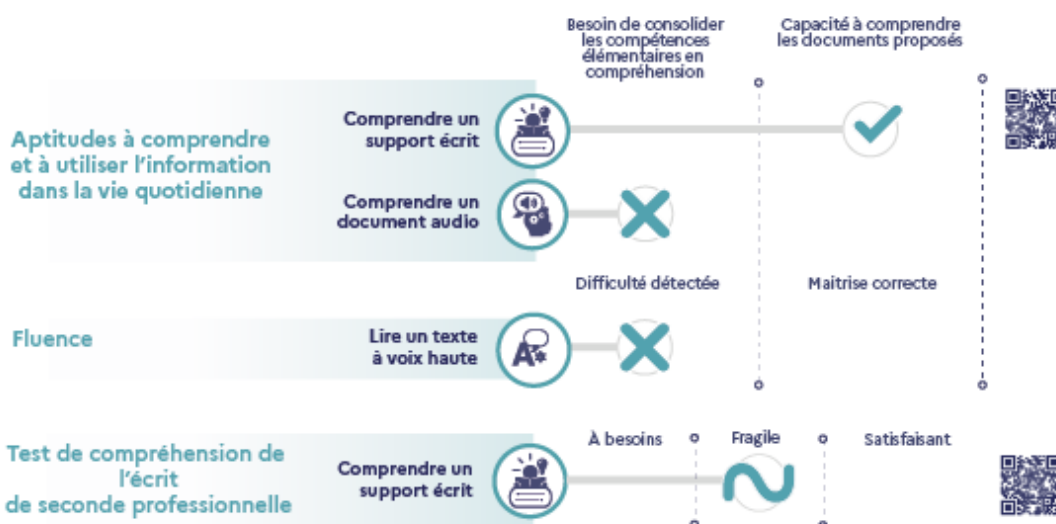 Besoin de consolider
les compétences
élémentaires en
compréhension
Capacité à comprendre
les documents proposés
Aptitudes à comprendre
et à utiliser l'information
dans la vie quotidienne
Comprendre un
support écrit
Comprendre un
document audio
Difficulté détectée
Maitrise correcte
Fluence
Lire un texte
à voix haute
A
À besoins
Fragile
Satisfaisant
Test de compréhension de
l'écrit
de seconde professionnelle
Comprendre un
support écrit